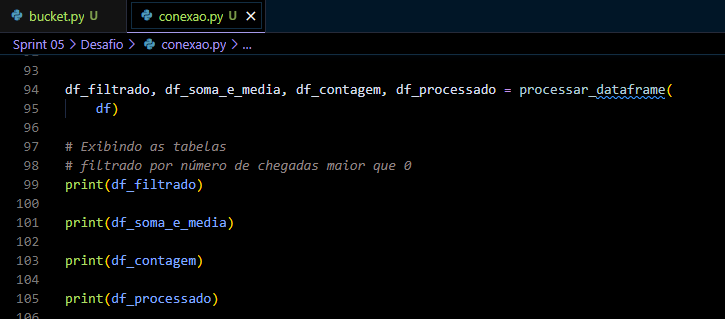 bucket.py U
conexao.py U
Sprint 05 > Desafio > conexao.py > ...
93
94 df_filtrado, df_soma_e_media, df_contagem, df_processado = processar_dataframe(
95 df)
96
97 # Exibindo as tabelas
98 # filtrado por número de chegadas maior que 0
99 print(df_filtrado)
100
101 print(df_soma_e_media)
102
103 print(df_contagem)
104
105 print(df_processado)
106